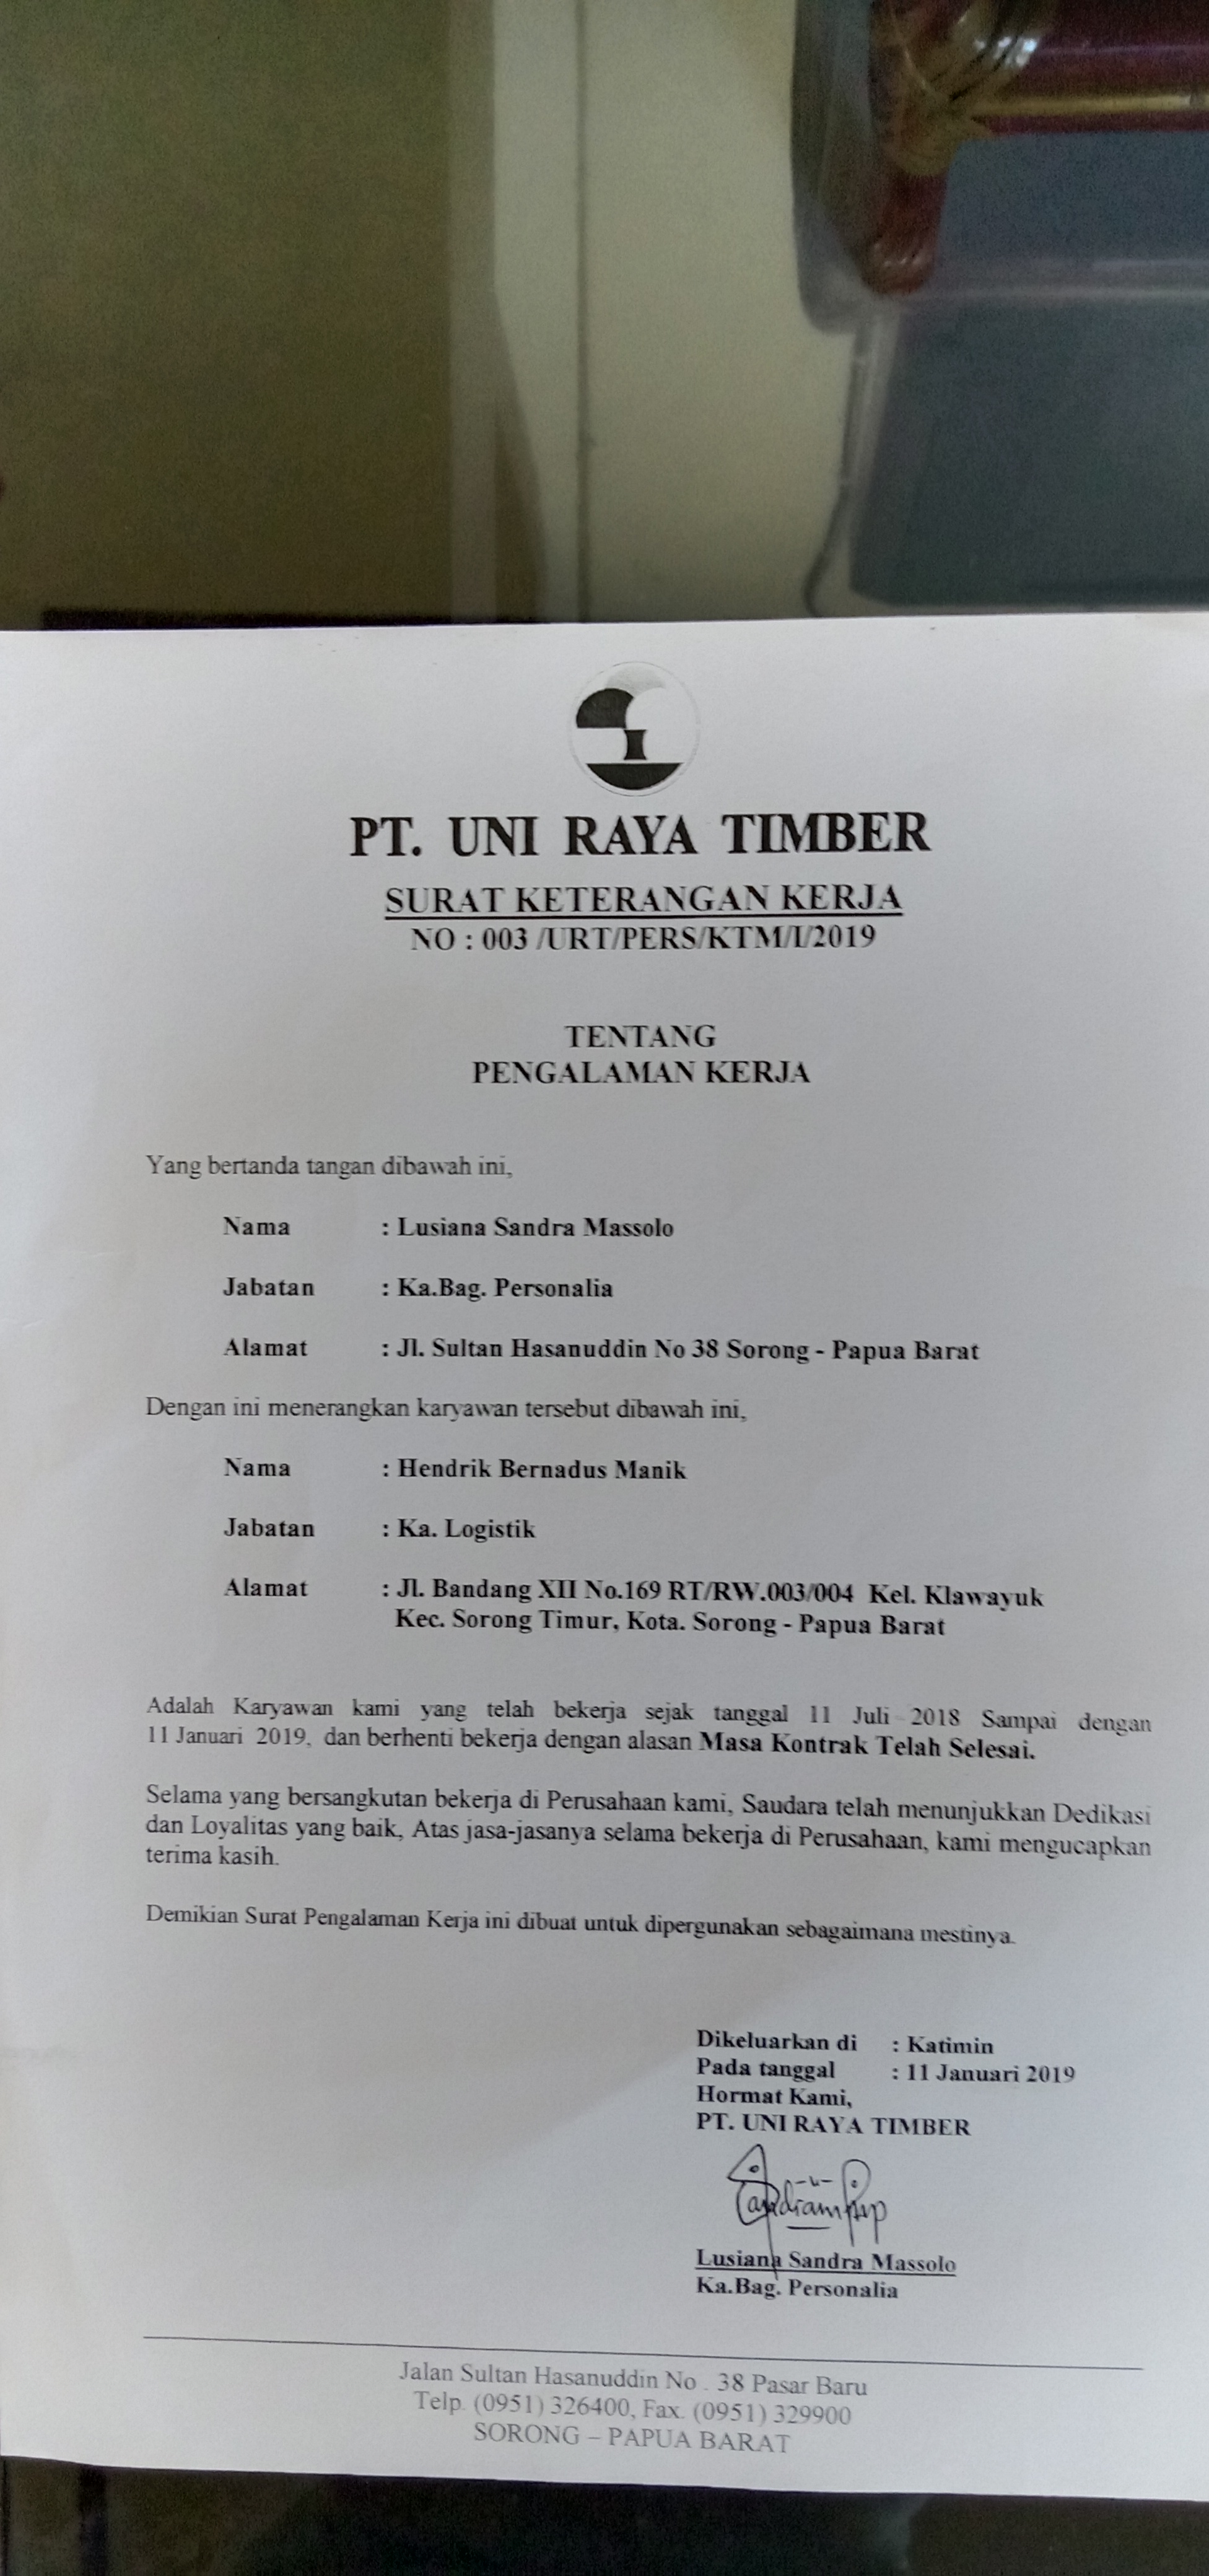 PT. UNI RAYA TIMBER
SURAT KETERANGAN KERJA
NO : 003 /URT/PERS/KTM/I/2019
TENTANG
PENGALAMAN KERJA
Yang bertanda tangan dibawah ini,
Nama : Lusiana Sandra Massolo
Jabatan : Ka.Bag. Personalia
Alamat : Jl. Sultan Hasanuddin No 38 Sorong - Papua Barat
Dengan ini menerangkan karyawan tersebut dibawah ini,
Nama : Hendrik Bernadus Manik
Jabatan : Ka. Logistik
Alamat : Jl. Bandang XII No.169 RT/RW.003/004 Kel. Klawayuk
Kec. Sorong Timur, Kota. Sorong - Papua Barat
Adalah Karyawan kami yang telah bekerja sejak tanggal 11 Juli 2018 Sampai dengan
11 Januari 2019, dan berhenti bekerja dengan alasan Masa Kontrak Telah Selesai.
Selama yang bersangkutan bekerja di Perusahaan kami, Saudara telah menunjukkan Dedikasi
dan Loyalitas yang baik, Atas jasa-jasanya selama bekerja di Perusahaan, kami mengucapkan
terima kasih.
Demikian Surat Pengalaman Kerja ini dibuat untuk dipergunakan sebagaimana mestinya.
Dikeluarkan di : Katimin
Pada tanggal : 11 Januari 2019
Hormat Kami,
PT. UNI RAYA TIMBER
Lusiana Sandra Massolo
Ka.Bag. Personalia
Jalan Sultan Hasanuddin No . 38 Pasar Baru
Telp. (0951) 326400, Fax. (0951) 329900
SORONG – PAPUA BARAT